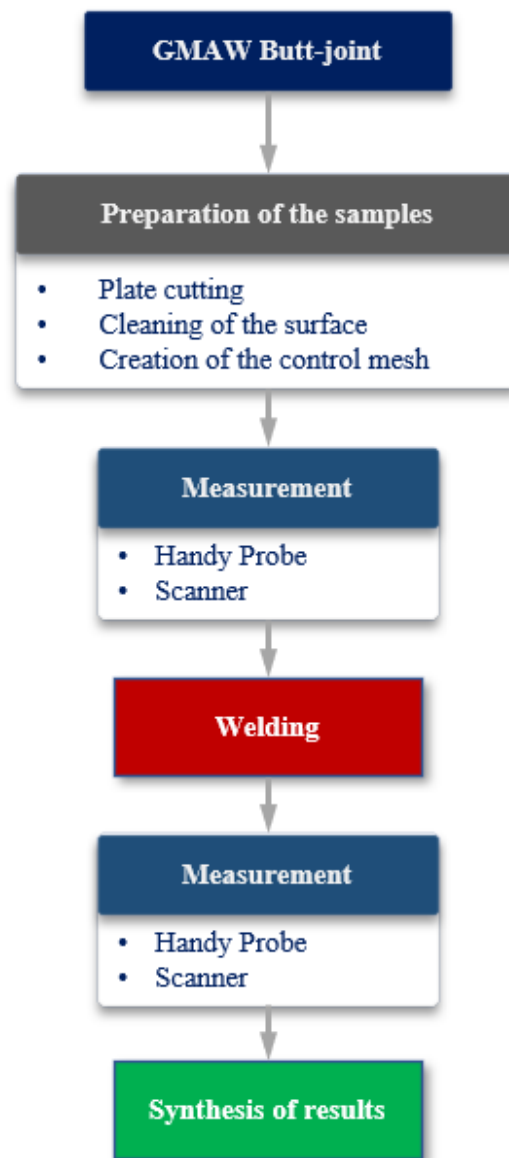 GMAW Butt-joint
Preparation of the samples
• Plate cutting
• Cleaning of the surface
• Creation of the control mesh
Measurement
• Handy Probe
• Scanner
Welding
Measurement
• Handy Probe
• Scanner
Synthesis of results